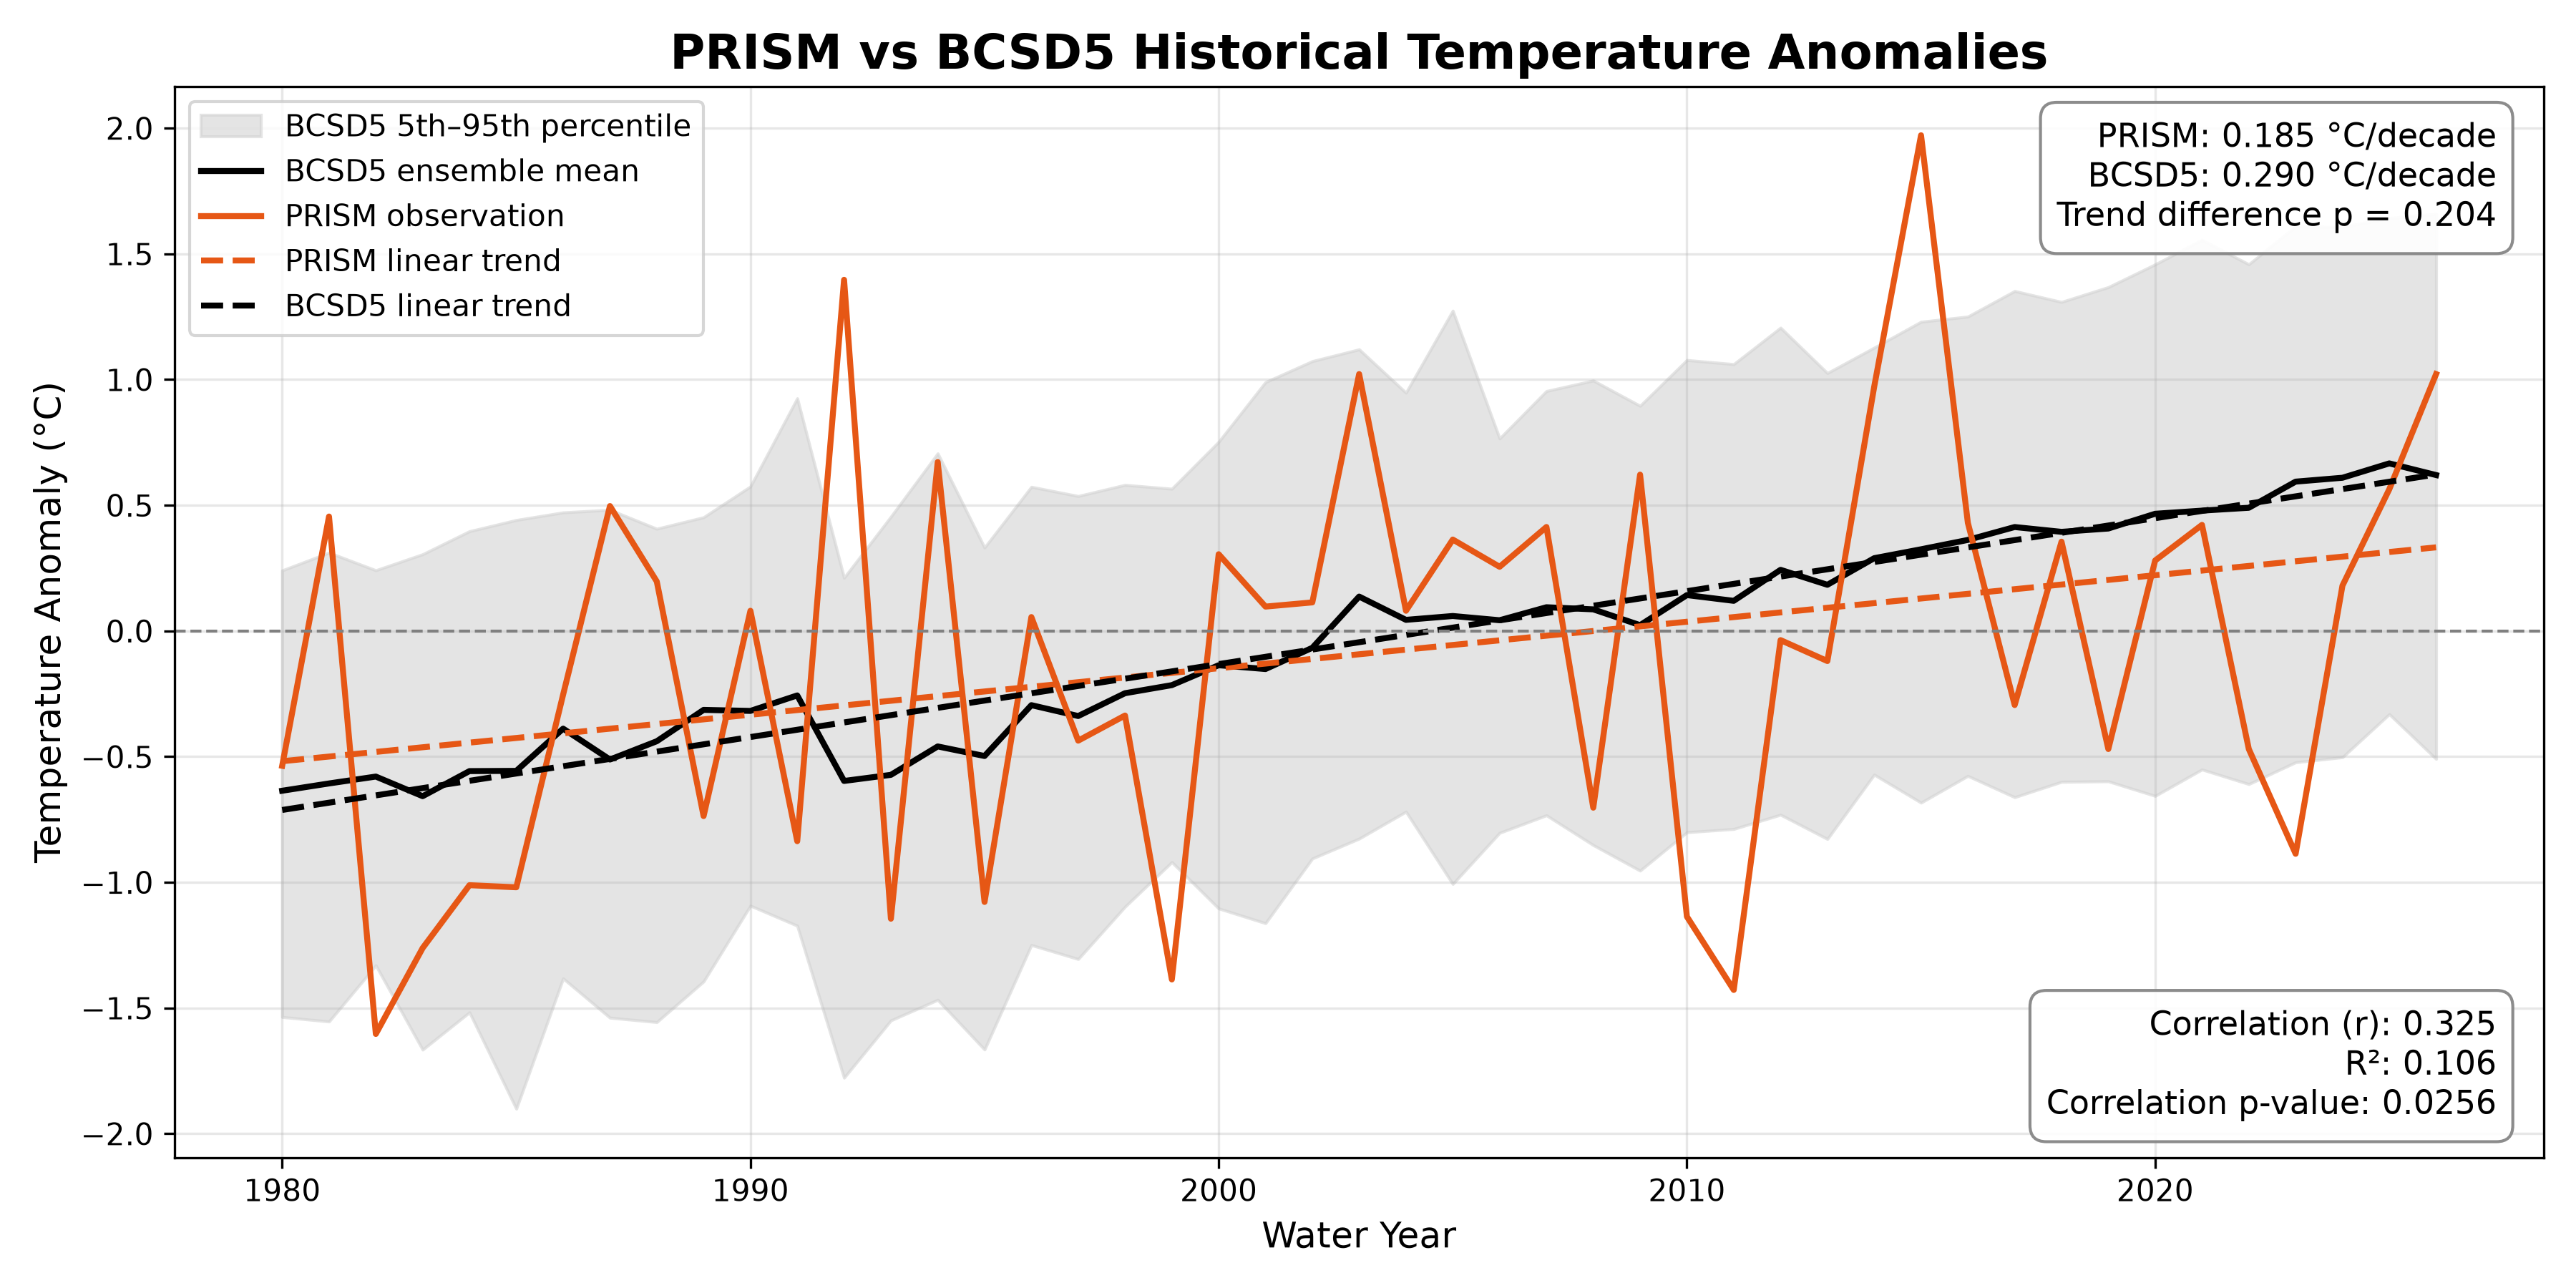 PRISM vs BCSD5 Historical Temperature Anomalies
BCSD5 5th–95th percentile
BCSD5 ensemble mean
PRISM observation
PRISM linear trend
BCSD5 linear trend
PRISM: 0.185 °C/decade
BCSD5: 0.290 °C/decade
Trend difference p = 0.204
Temperature Anomaly (°C)
2.0
1.5
1.0
0.5
0.0
−0.5
−1.0
−1.5
−2.0
Correlation (r): 0.325
R²: 0.106
Correlation p-value: 0.0256
1980 1990 2000 2010 2020
Water Year